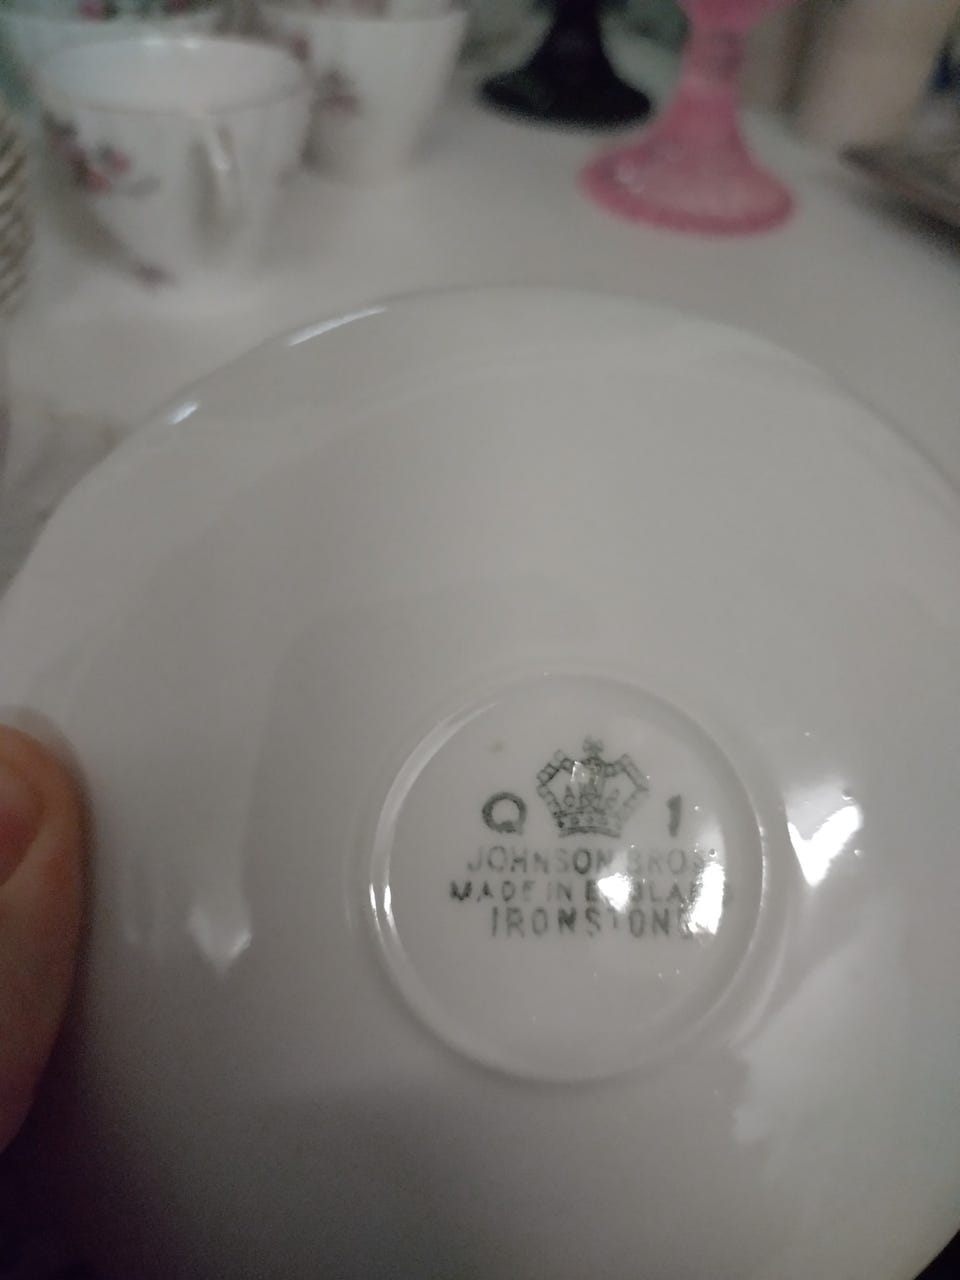 Q 1
JOHNSON BROS
MADE IN ENGLAND
IRONSTONE